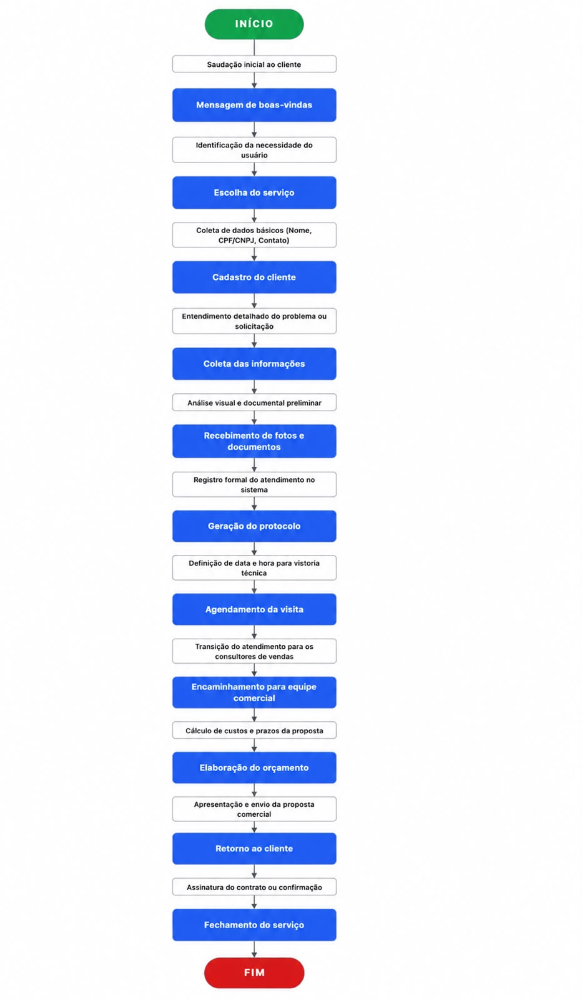 INÍCIO
Saudação inicial ao cliente
Mensagem de boas-vindas
Identificação da necessidade do
usuário
Escolha do serviço
Coleta de dados básicos (Nome,
CPF/CNPJ, Contato)
Cadastro do cliente
Entendimento detalhado do problema ou
solicitação
Coleta das informações
Análise visual e documental preliminar
Recebimento de fotos e
documentos
Registro formal do atendimento no
sistema
Geração do protocolo
Definição de data e hora para vistoria
técnica
Agendamento da visita
Transição do atendimento para os
consultores de vendas
Encaminhamento para equipe
comercial
Cálculo de custos e prazos da proposta
Elaboração do orçamento
Apresentação e envio da proposta
comercial
Retorno ao cliente
Assinatura do contrato ou confirmação
Fechamento do serviço
FIM